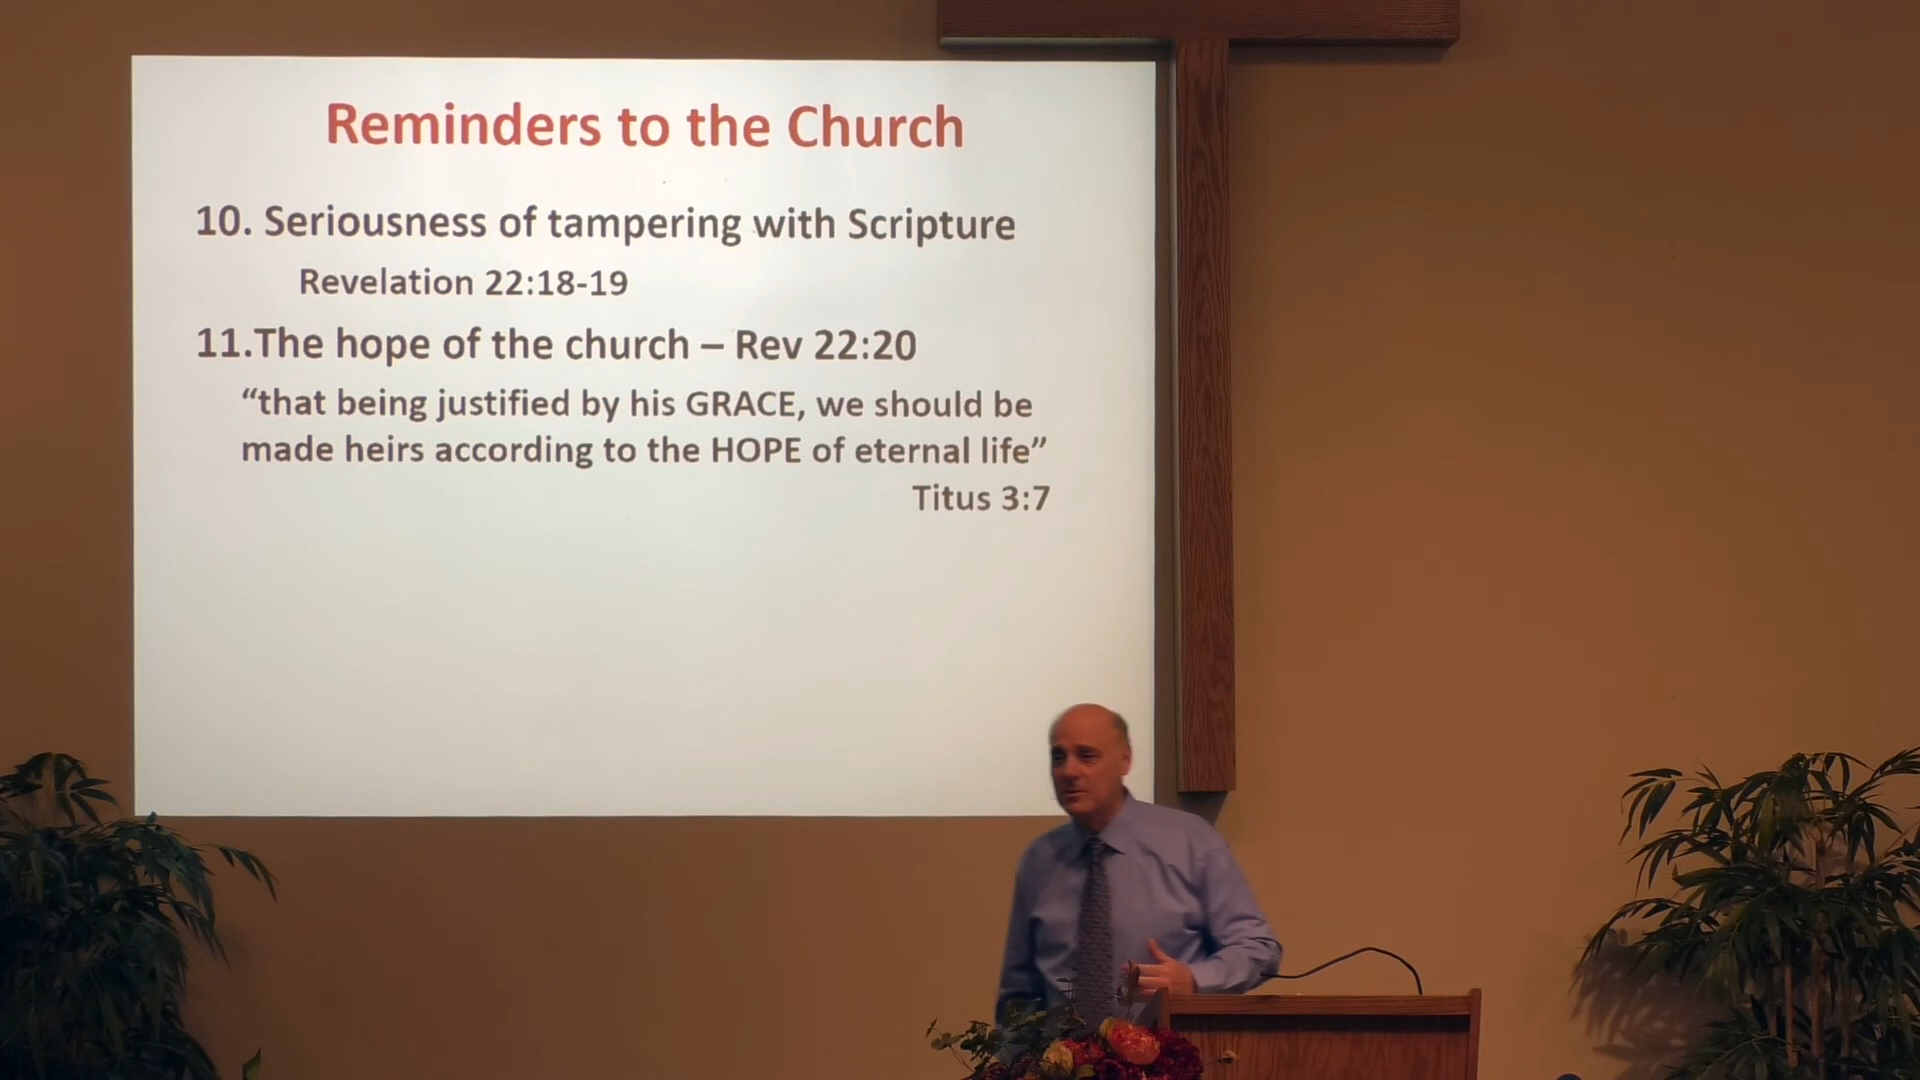 Reminders to the Church
10. Seriousness of tampering with Scripture
Revelation 22:18-19
11.The hope of the church – Rev 22:20
“that being justified by his GRACE, we should be
made heirs according to the HOPE of eternal life”
Titus 3:7